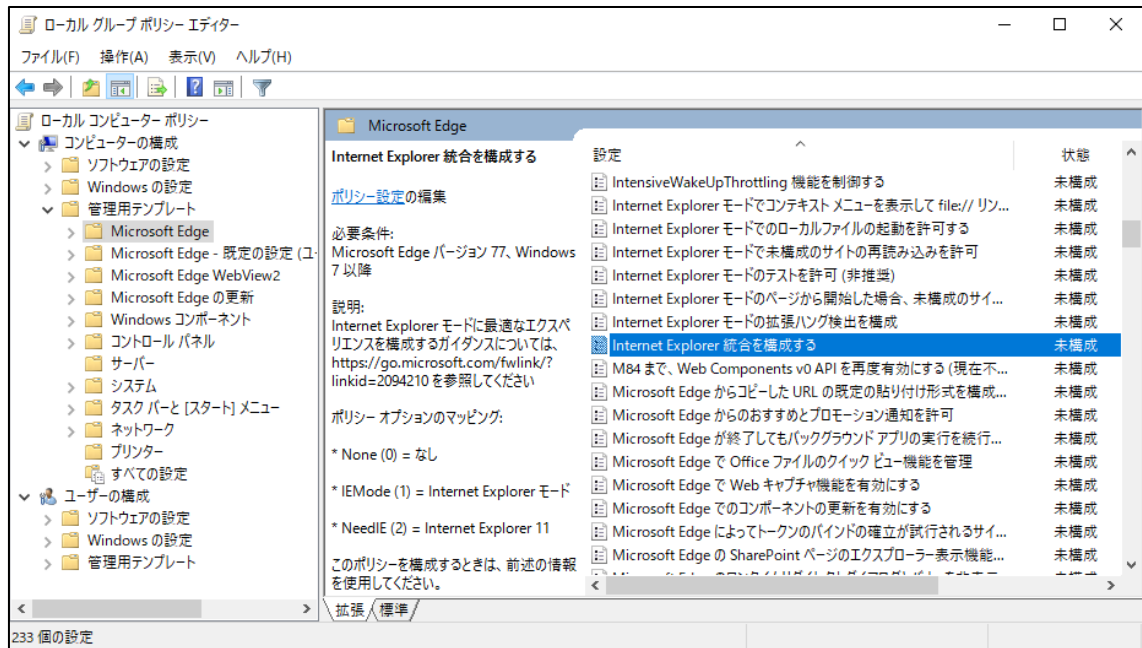 ローカル グループ ポリシー エディター
ファイル(F) 操作(A) 表示(V) ヘルプ(H)
ローカル コンピューター ポリシー
コンピューターの構成
ソフトウェアの設定
Windows の設定
管理用テンプレート
Microsoft Edge
Microsoft Edge - 既定の設定 (ユ
Microsoft Edge WebView2
Microsoft Edge の更新
Windows コンポーネント
コントロール パネル
サーバー
システム
タスク バーと [スタート] メニュー
ネットワーク
プリンター
すべての設定
ユーザーの構成
ソフトウェアの設定
Windows の設定
管理用テンプレート
Microsoft Edge
Internet Explorer 統合を構成する
ポリシー設定の編集
必要条件:
Microsoft Edge バージョン 77、Windows
7 以降
説明:
Internet Explorer モードに最適なエクスペ
リエンスを構成するガイダンスについては、
https://go.microsoft.com/fwlink/?
linkid=2094210 を参照してください
ポリシー オプションのマッピング:
* None (0) = なし
* IEMode (1) = Internet Explorer モード
* NeedIE (2) = Internet Explorer 11
このポリシーを構成するときは、前述の情報
を使用してください。
設定 状態
IntensiveWakeUpThrottling 機能を制御する 未構成
Internet Explorer モードでコンテキスト メニューを表示して file:// リン... 未構成
Internet Explorer モードでのローカルファイルの起動を許可する 未構成
Internet Explorer モードで未構成のサイトの再読み込みを許可 未構成
Internet Explorer モードのテストを許可 (非推奨) 未構成
Internet Explorer モードのページから開始した場合、未構成のサイ... 未構成
Internet Explorer モードの拡張ハング検出を構成 未構成
Internet Explorer 統合を構成する 未構成
M84 まで、Web Components v0 API を再度有効にする (現在不... 未構成
Microsoft Edge からコピーした URL の既定の貼り付け形式を構成... 未構成
Microsoft Edge からのおすすめとプロモーション通知を許可 未構成
Microsoft Edge が終了してもバックグラウンド アプリの実行を続行... 未構成
Microsoft Edge で Office ファイルのクイック ビュー機能を管理 未構成
Microsoft Edge で Web キャプチャ機能を有効にする 未構成
Microsoft Edge でのコンポーネントの更新を有効にする 未構成
Microsoft Edge によってトークンのバインドの確立が試行されるサイ... 未構成
Microsoft Edge の SharePoint ページのエクスプローラー表示機能... 未構成
拡張 標準
233 個の設定